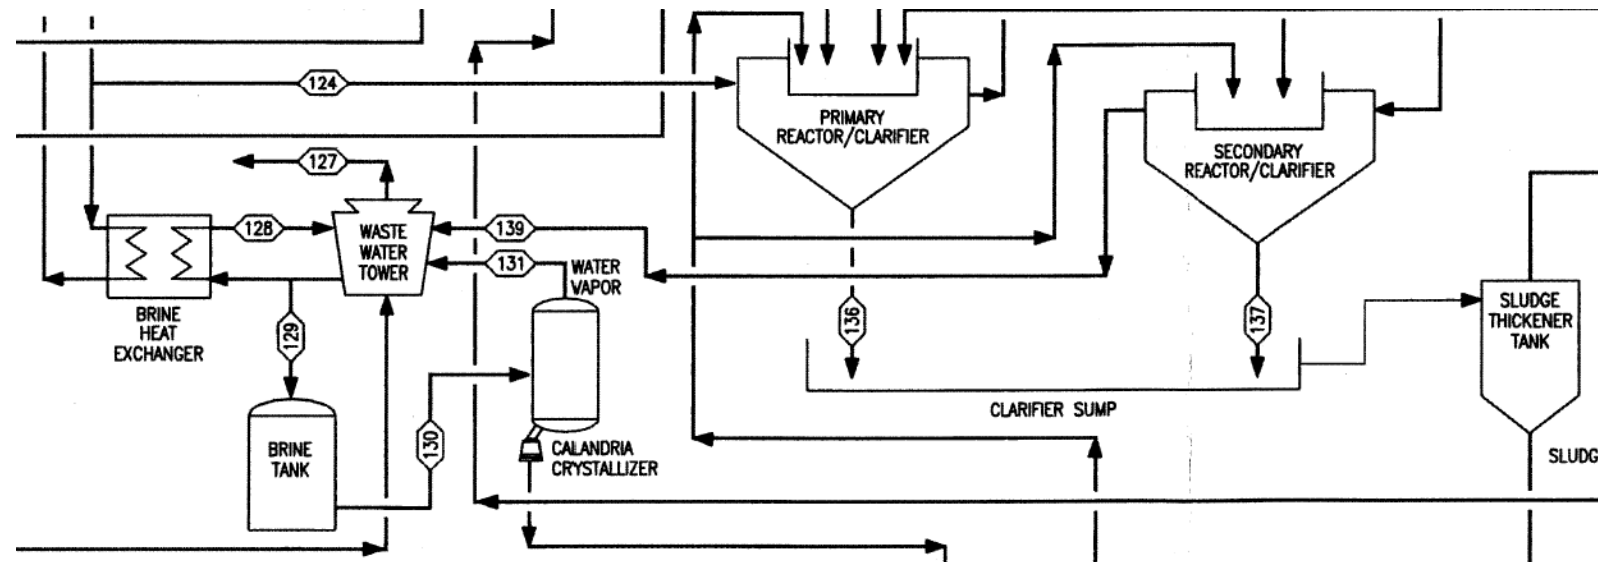 124
PRIMARY
REACTOR/CLARIFIER
SECONDARY
REACTOR/CLARIFIER
127
128
WASTE
WATER
TOWER
139
131
WATER
VAPOR
BRINE
HEAT
EXCHANGER
129
136
137
SLUDGE
THICKENER
TANK
CLARIFIER SUMP
BRINE
TANK
130
CALANDRIA
CRYSTALLIZER
SLUDG